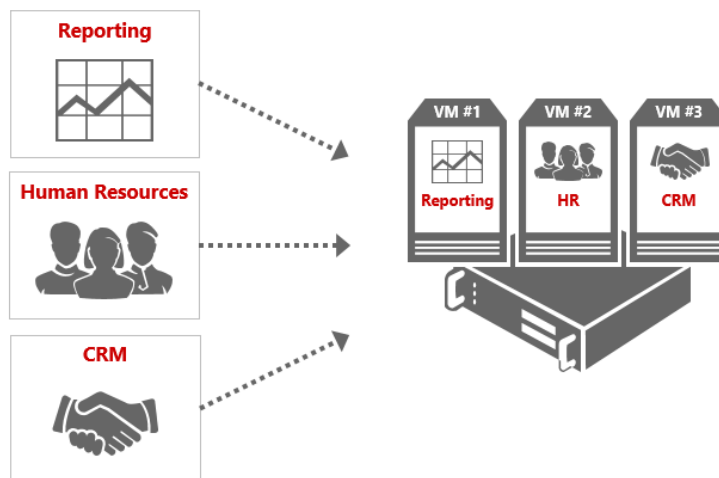 Reporting
Human Resources
CRM
VM #1
VM #2
VM #3
Reporting
HR
CRM